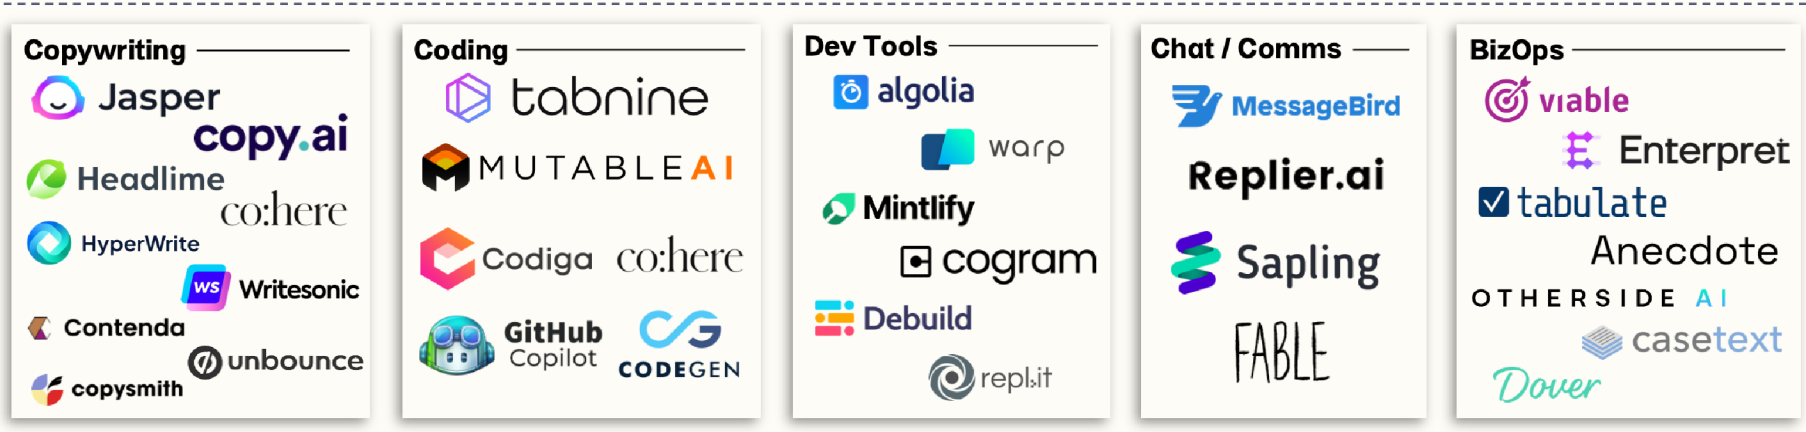 Copywriting
Jasper
copy.ai
Headlime
co:here
HyperWrite
WS Writesonic
Contenda
unbounce
copysmith
Coding
tabnine
MUTABLEAI
Codiga
co:here
GitHub
Copilot
CODEGEN
Dev Tools
algolia
warp
Mintlify
cogram
Debuild
repl.it
Chat / Comms
MessageBird
Replier.ai
Sapling
FABLE
BizOps
viable
Enterpret
tabulate
Anecdote
OTHERSIDE AI
casetext
Dover